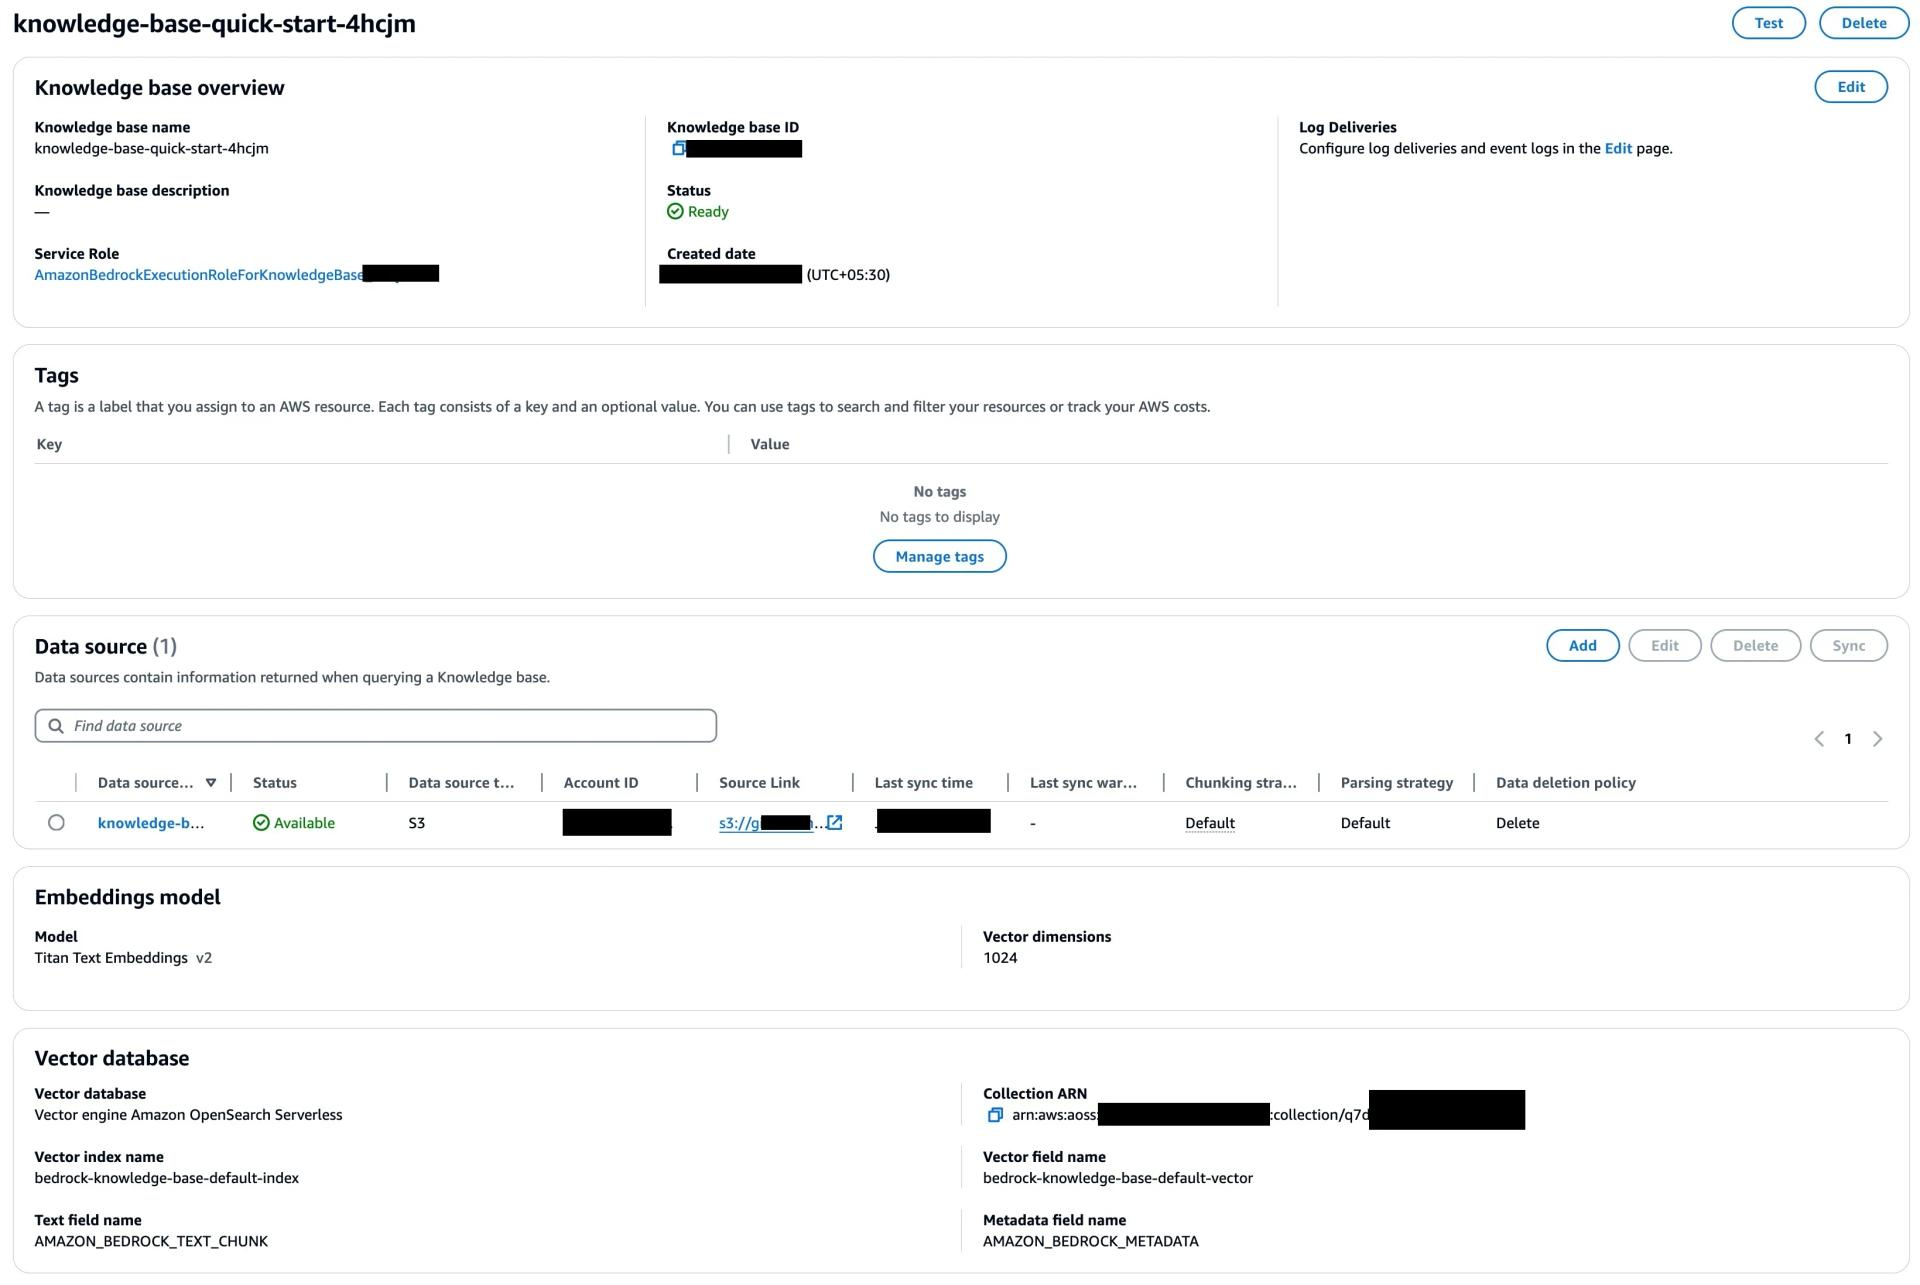 knowledge-base-quick-start-4hcjm
Test
Delete
Knowledge base overview
Edit
Knowledge base name
knowledge-base-quick-start-4hcjm
Knowledge base description
—
Service Role
AmazonBedrockExecutionRoleForKnowledgeBase
Knowledge base ID
Status
Ready
Created date
(UTC+05:30)
Log Deliveries
Configure log deliveries and event logs in the Edit page.
Tags
A tag is a label that you assign to an AWS resource. Each tag consists of a key and an optional value. You can use tags to search and filter your resources or track your AWS costs.
Key Value
No tags
No tags to display
Manage tags
Data source (1)
Add Edit Delete Sync
Data sources contain information returned when querying a Knowledge base.
Find data source
1
Data source... Status Data source t... Account ID Source Link Last sync time Last sync war... Chunking stra... Parsing strategy Data deletion policy
knowledge-b... Available S3 s3://g ... - Default Default Delete
Embeddings model
Model
Titan Text Embeddings v2
Vector dimensions
1024
Vector database
Vector database
Vector engine Amazon OpenSearch Serverless
Collection ARN
arn:aws:aoss: :collection/q7d
Vector index name
bedrock-knowledge-base-default-index
Vector field name
bedrock-knowledge-base-default-vector
Text field name
AMAZON_BEDROCK_TEXT_CHUNK
Metadata field name
AMAZON_BEDROCK_METADATA